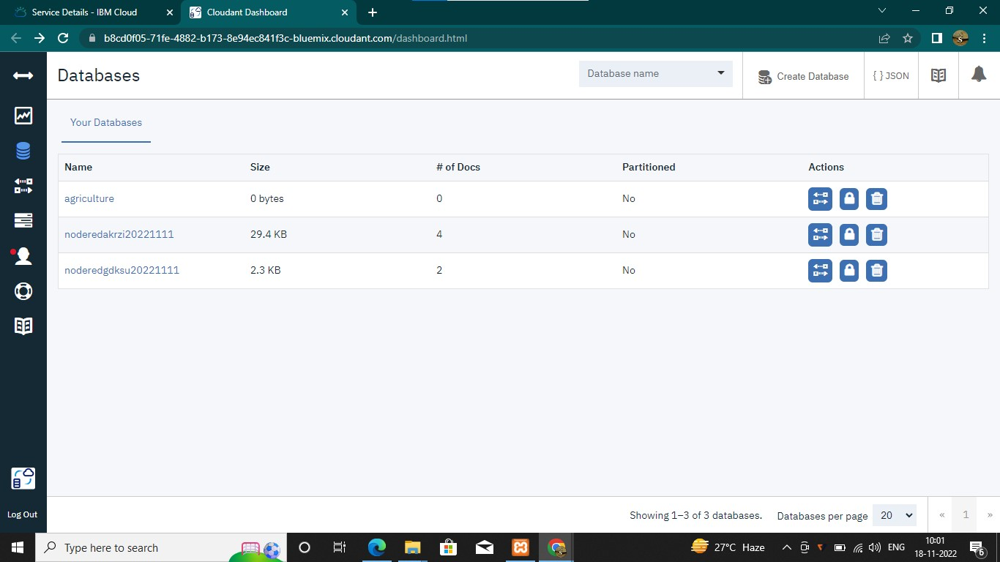 Service Details - IBM Cloud
Cloudant Dashboard
b8cd0f05-71fe-4882-b173-8e94ec841f3c-bluemix.cloudant.com/dashboard.html
Databases
Database name
Create Database
{ } JSON
Your Databases
Name Size # of Docs Partitioned Actions
agriculture 0 bytes 0 No
noderedakrzi20221111 29.4 KB 4 No
noderedgdksu20221111 2.3 KB 2 No
Log Out
Showing 1–3 of 3 databases. Databases per page 20 « 1 »
Type here to search
27°C Haze
ENG
10:01
18-11-2022
6